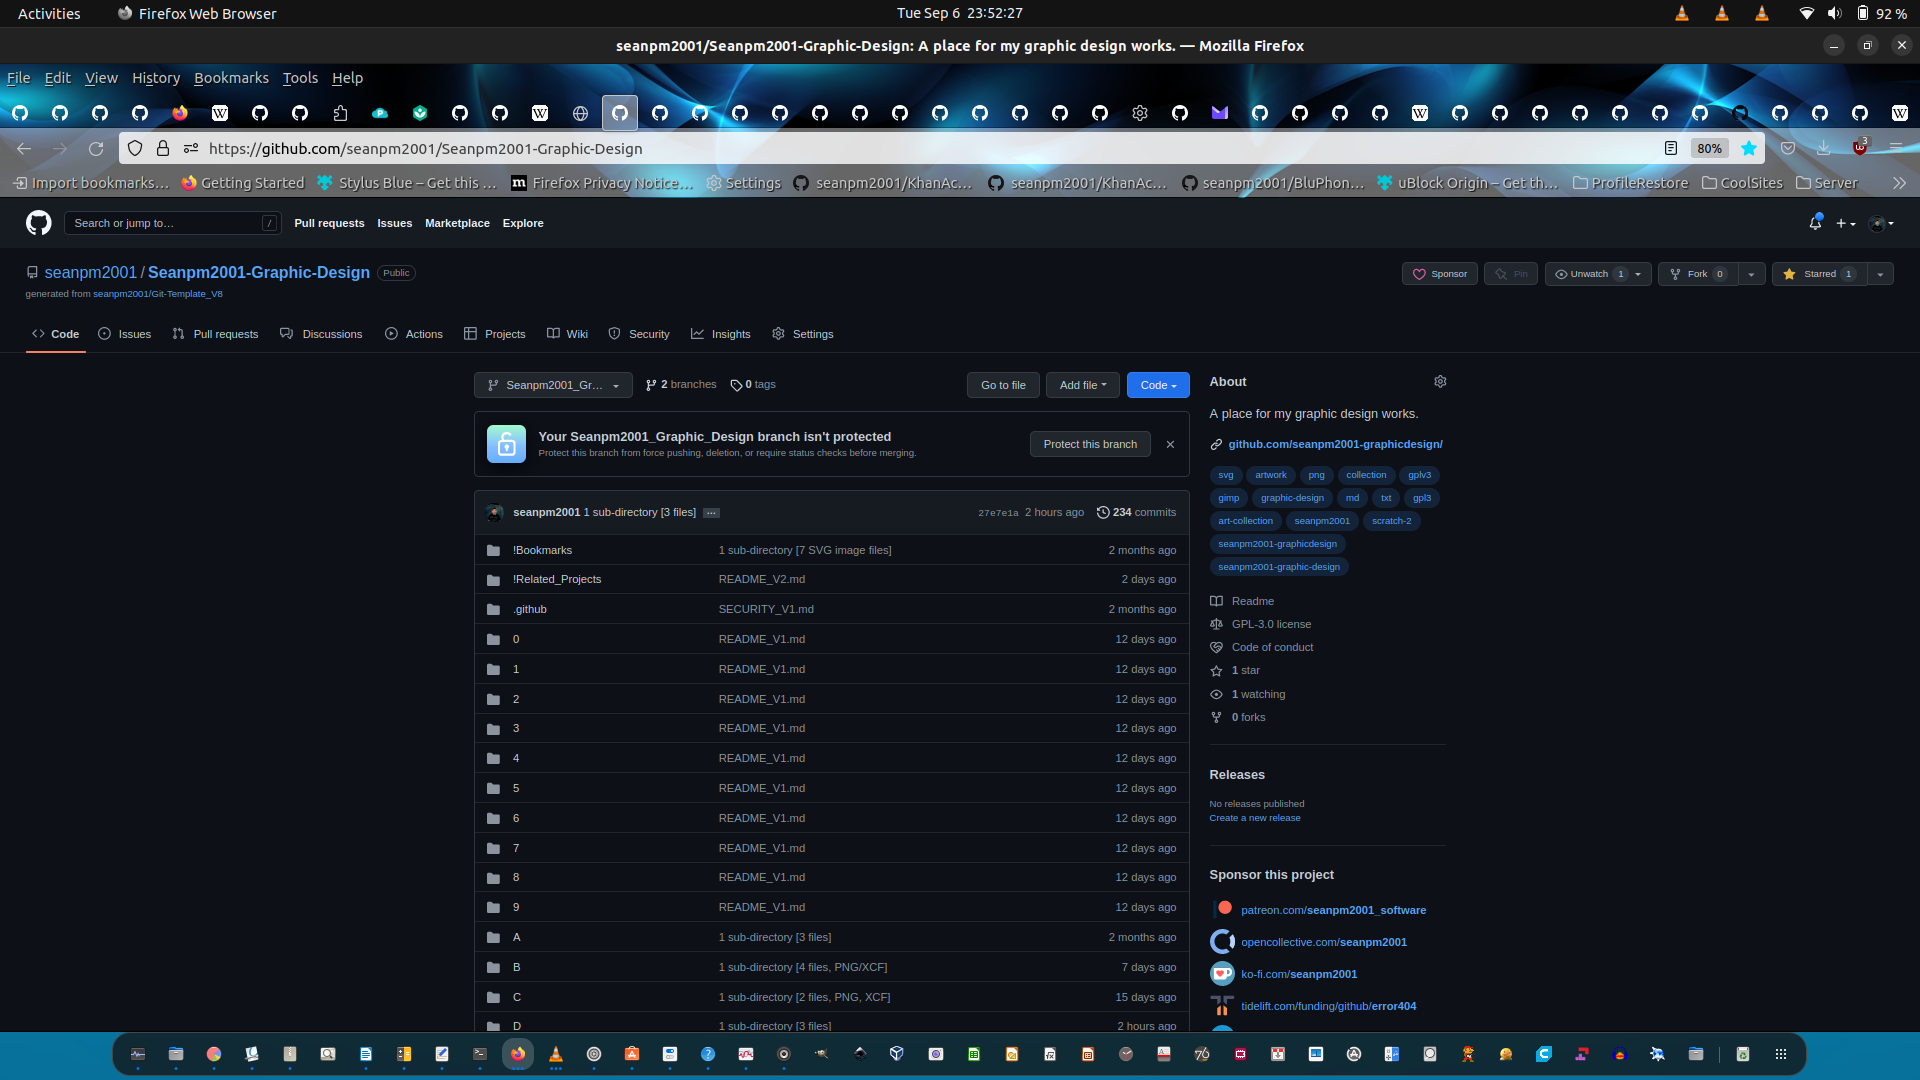 Activities Firefox Web Browser Tue Sep 6 23:52:27 92 %
seanpm2001/Seanpm2001-Graphic-Design: A place for my graphic design works. — Mozilla Firefox
File Edit View History Bookmarks Tools Help
https://github.com/seanpm2001/Seanpm2001-Graphic-Design 80% 3
Import bookmarks… Getting Started Stylus Blue – Get this … Firefox Privacy Notice… Settings seanpm2001/KhanAc… seanpm2001/KhanAc… seanpm2001/BluPhon… uBlock Origin – Get th… ProfileRestore CoolSites Server
Search or jump to… / Pull requests Issues Marketplace Explore
seanpm2001 / Seanpm2001-Graphic-Design Public Sponsor Pin Unwatch 1 Fork 0 Starred 1
generated from seanpm2001/Git-Template_V8
Code Issues Pull requests Discussions Actions Projects Wiki Security Insights Settings
Seanpm2001_Gr… 2 branches 0 tags Go to file Add file Code
Your Seanpm2001_Graphic_Design branch isn't protected
Protect this branch from force pushing, deletion, or require status checks before merging.
Protect this branch
seanpm2001 1 sub-directory [3 files] … 27e7e1a 2 hours ago 234 commits
!Bookmarks 1 sub-directory [7 SVG image files] 2 months ago
!Related_Projects README_V2.md 2 days ago
.github SECURITY_V1.md 2 months ago
0 README_V1.md 12 days ago
1 README_V1.md 12 days ago
2 README_V1.md 12 days ago
3 README_V1.md 12 days ago
4 README_V1.md 12 days ago
5 README_V1.md 12 days ago
6 README_V1.md 12 days ago
7 README_V1.md 12 days ago
8 README_V1.md 12 days ago
9 README_V1.md 12 days ago
A 1 sub-directory [3 files] 2 months ago
B 1 sub-directory [4 files, PNG/XCF] 7 days ago
C 1 sub-directory [2 files, PNG, XCF] 15 days ago
D 1 sub-directory [3 files] 2 hours ago
About
A place for my graphic design works.
github.com/seanpm2001-graphicdesign/
svg artwork png collection gplv3
gimp graphic-design md txt gpl3
art-collection seanpm2001 scratch-2
seanpm2001-graphicdesign
seanpm2001-graphic-design
Readme
GPL-3.0 license
Code of conduct
1 star
1 watching
0 forks
Releases
No releases published
Create a new release
Sponsor this project
patreon.com/seanpm2001_software
opencollective.com/seanpm2001
ko-fi.com/seanpm2001
tidelift.com/funding/github/error404